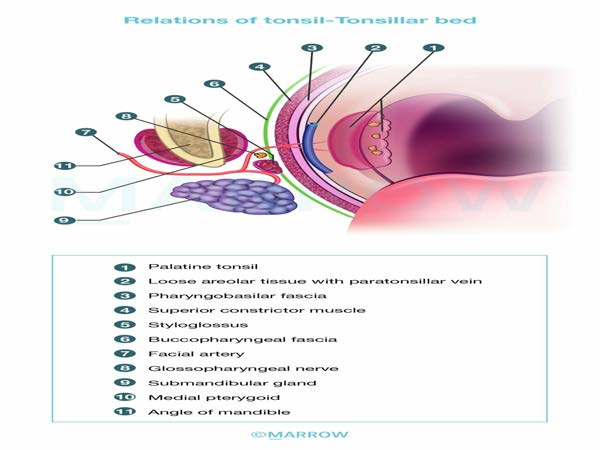 Relations of tonsil-Tonsillar bed
3 2 1
4
6
5
8
7
11
10
9
MARROW
1 Palatine tonsil
2 Loose areolar tissue with paratonsillar vein
3 Pharyngobasilar fascia
4 Superior constrictor muscle
5 Styloglossus
6 Buccopharyngeal fascia
7 Facial artery
8 Glossopharyngeal nerve
9 Submandibular gland
10 Medial pterygoid
11 Angle of mandible
©MARROW